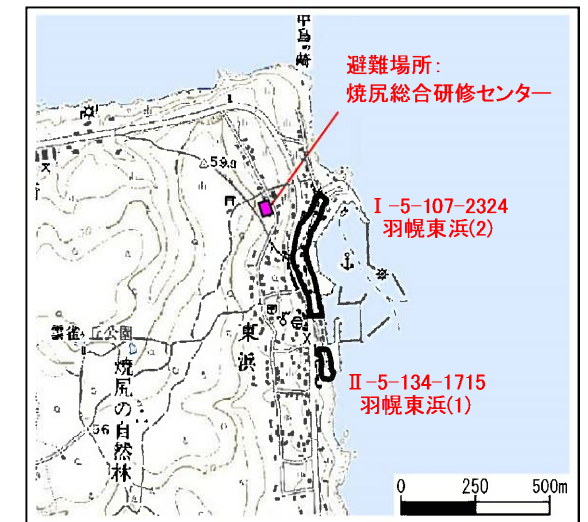 中島の崎
避難場所:
焼尻総合研修センター
59.9
Ⅰ-5-107-2324
羽幌東浜(2)
雲雀ヶ丘公園
東浜
焼尻の自然林
56
Ⅱ-5-134-1715
羽幌東浜(1)
0 250 500m